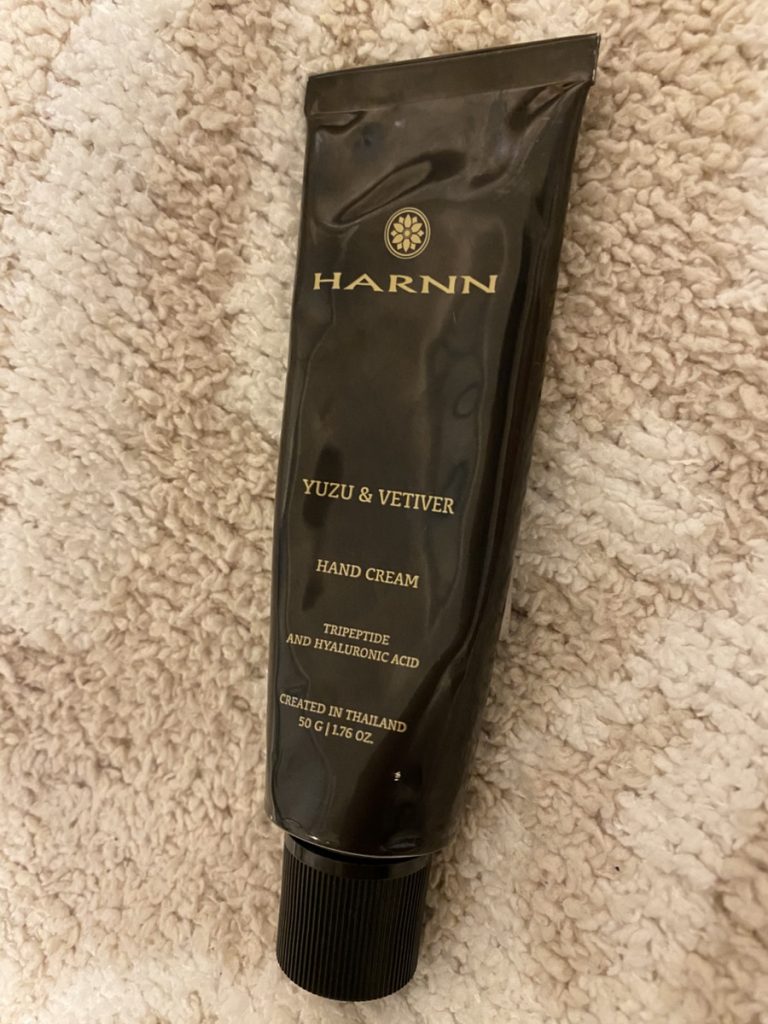 HARNN
YUZU & VETIVER
HAND CREAM
TRIPEPTIDE
AND HYALURONIC ACID
CREATED IN THAILAND
50 G | 1.76 OZ.